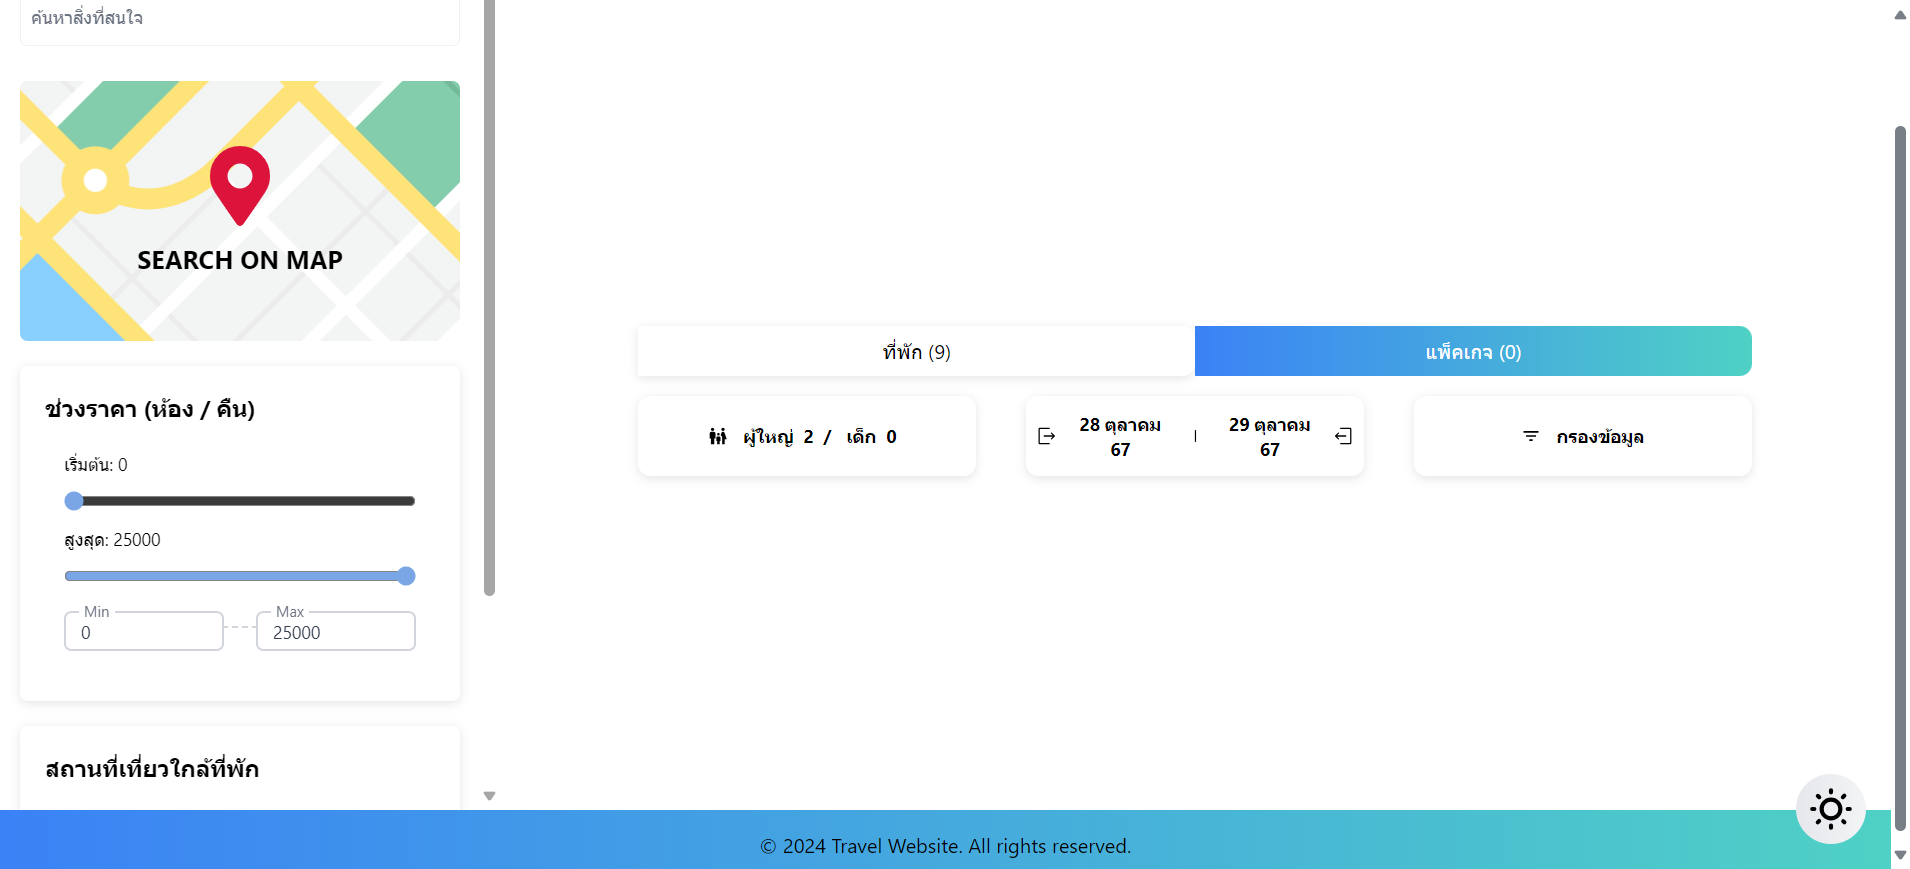 ค้นหาสิ่งที่สนใจ
SEARCH ON MAP
ช่วงราคา (ห้อง / คืน)
เริ่มต้น: 0
สูงสุด: 25000
Min
0
Max
25000
สถานที่เที่ยวใกล้ที่พัก
ที่พัก (9)
แพ็คเกจ (0)
ผู้ใหญ่ 2 / เด็ก 0
28 ตุลาคม
67
|
29 ตุลาคม
67
กรองข้อมูล
© 2024 Travel Website. All rights reserved.